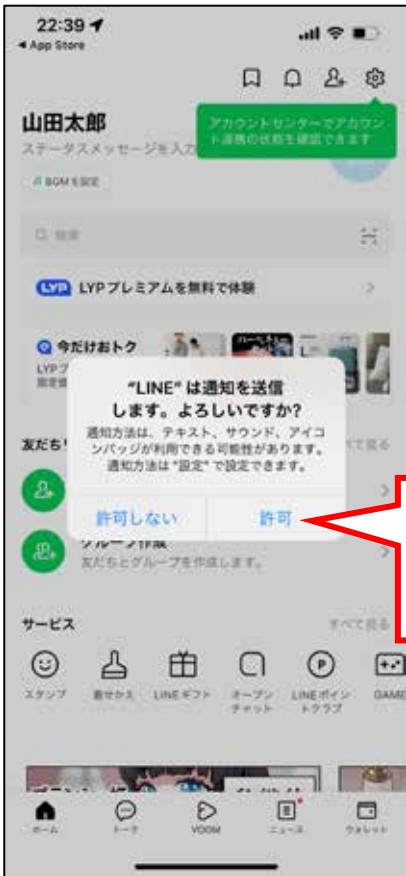 22:39
App Store
山田太郎
アカウントセンターでアカウン
ト連携の状態を確認できます
ステータスメッセージを入力
BGMを設定
検索
LYP LYPプレミアムを無料で体験
今だけおトク
LYPプ
"LINE" は通知を送信
します。よろしいですか?
通知方法は、テキスト、サウンド、アイコ
ンバッジが利用できる可能性があります。
通知方法は"設定" で設定できます。
許可しない 許可
友だち
グループ作成
友だちとグループを作成します。
サービス すべて見る
スタンプ 着せかえ LINEギフト オープン
チャット LINEポイン
トクラブ GAME
ホーム トーク VOOM ニュース ウォレット